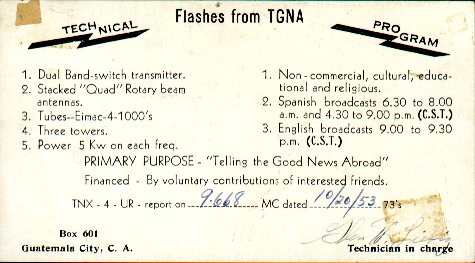 Flashes from TGNA
TECHNICAL
PROGRAM
1. Dual Band-switch transmitter.
2. Stacked "Quad" Rotary beam
antennas.
3. Tubes--Eimac-4-1000's
4. Three towers.
5. Power 5 Kw on each freq.
1. Non-commercial, cultural, educa-
tional and religious.
2. Spanish broadcasts 6.30 to 8.00
a.m. and 4.30 to 9.00 p.m. (C.S.T.)
3. English broadcasts 9.00 to 9.30
p.m. (C.S.T.)
PRIMARY PURPOSE - "Telling the Good News Abroad"
Financed - By voluntary contributions of interested friends.
TNX - 4 - UR - report on 9.668 MC dated 10/20/53 73's
Box 601
Guatemala City, C. A.
Technician in charge